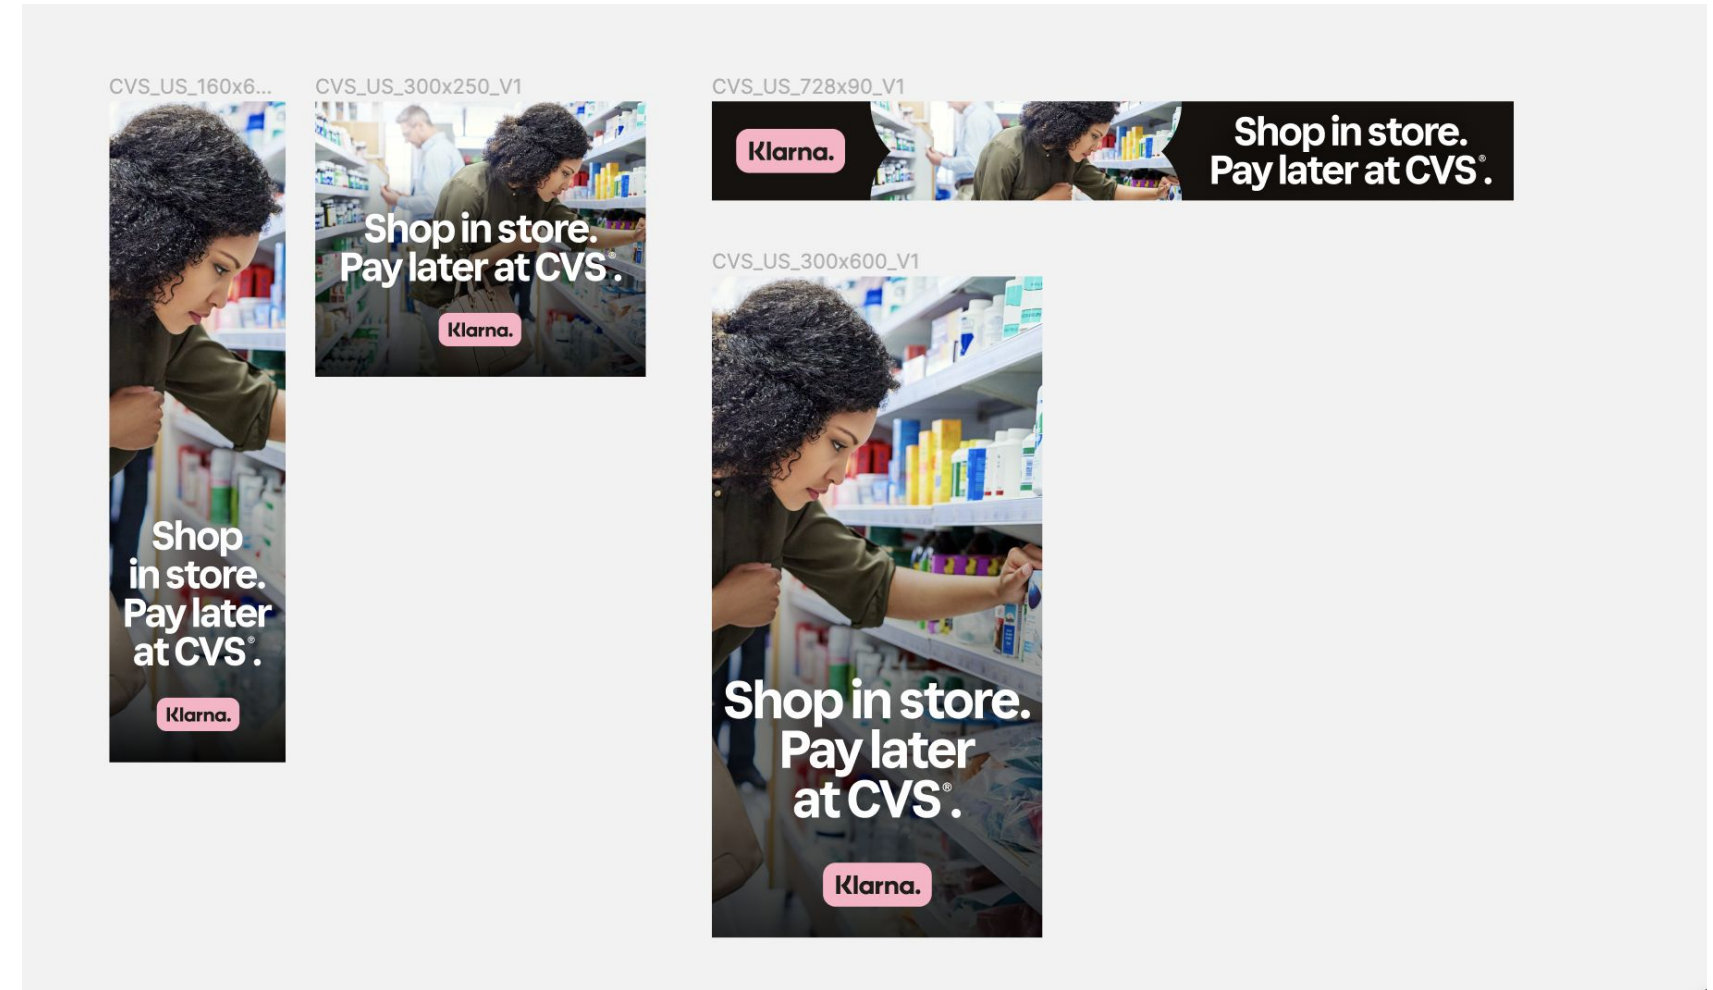 CVS_US_160x6...
Shop
in store.
Pay later
at CVS®.
Klarna.
CVS_US_300x250_V1
Shop in store.
Pay later at CVS®.
Klarna.
CVS_US_728x90_V1
Klarna.
Shop in store.
Pay later at CVS®.
CVS_US_300x600_V1
Shop in store.
Pay later
at CVS®.
Klarna.